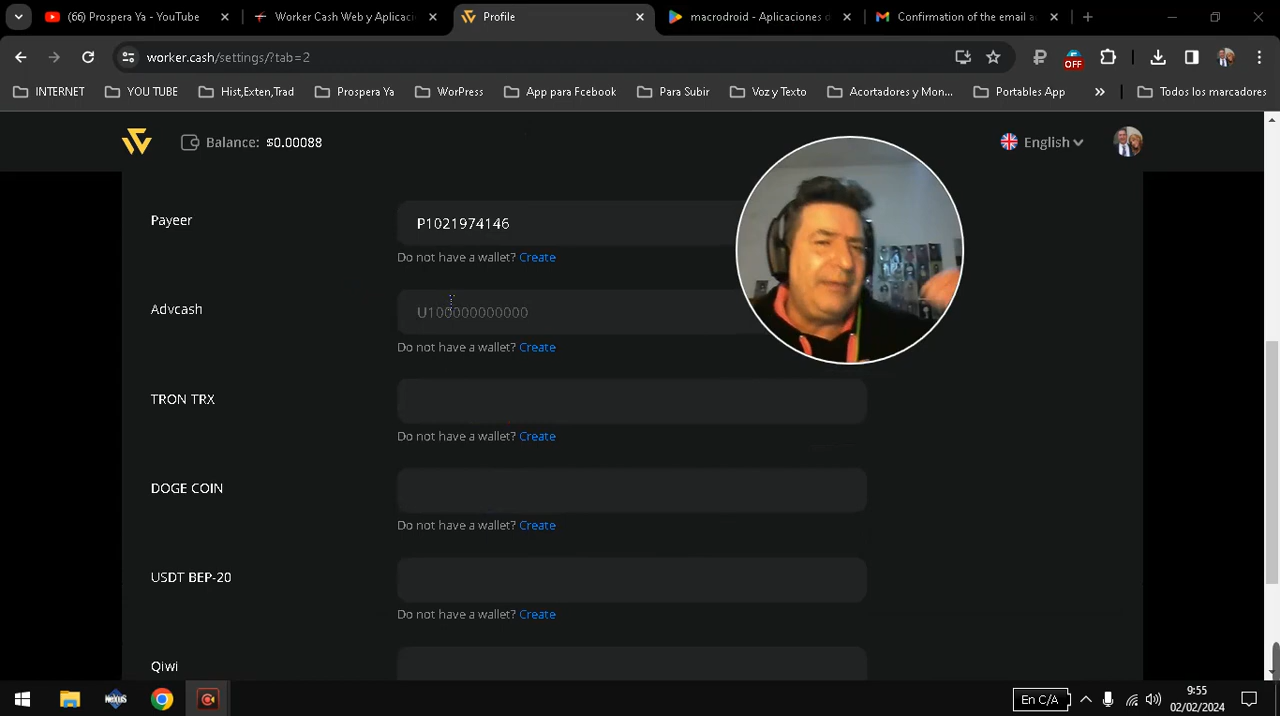 (66) Prospera Ya - YouTube
Worker Cash Web y Aplicaci
Profile
macrodroid - Aplicaciones o
Confirmation of the email a
worker.cash/settings/?tab=2
OFF
INTERNET
YOU TUBE
Hist,Exten,Trad
Prospera Ya
WorPress
App para Fcebook
Para Subir
Voz y Texto
Acortadores y Mon...
Portables App
Todos los marcadores
Balance: $0.00088
English
Payeer
P1021974146
Do not have a wallet? Create
Advcash
U100000000000
Do not have a wallet? Create
TRON TRX
Do not have a wallet? Create
DOGE COIN
Do not have a wallet? Create
USDT BEP-20
Do not have a wallet? Create
Qiwi
NEXUS
En C/A
9:55
02/02/2024